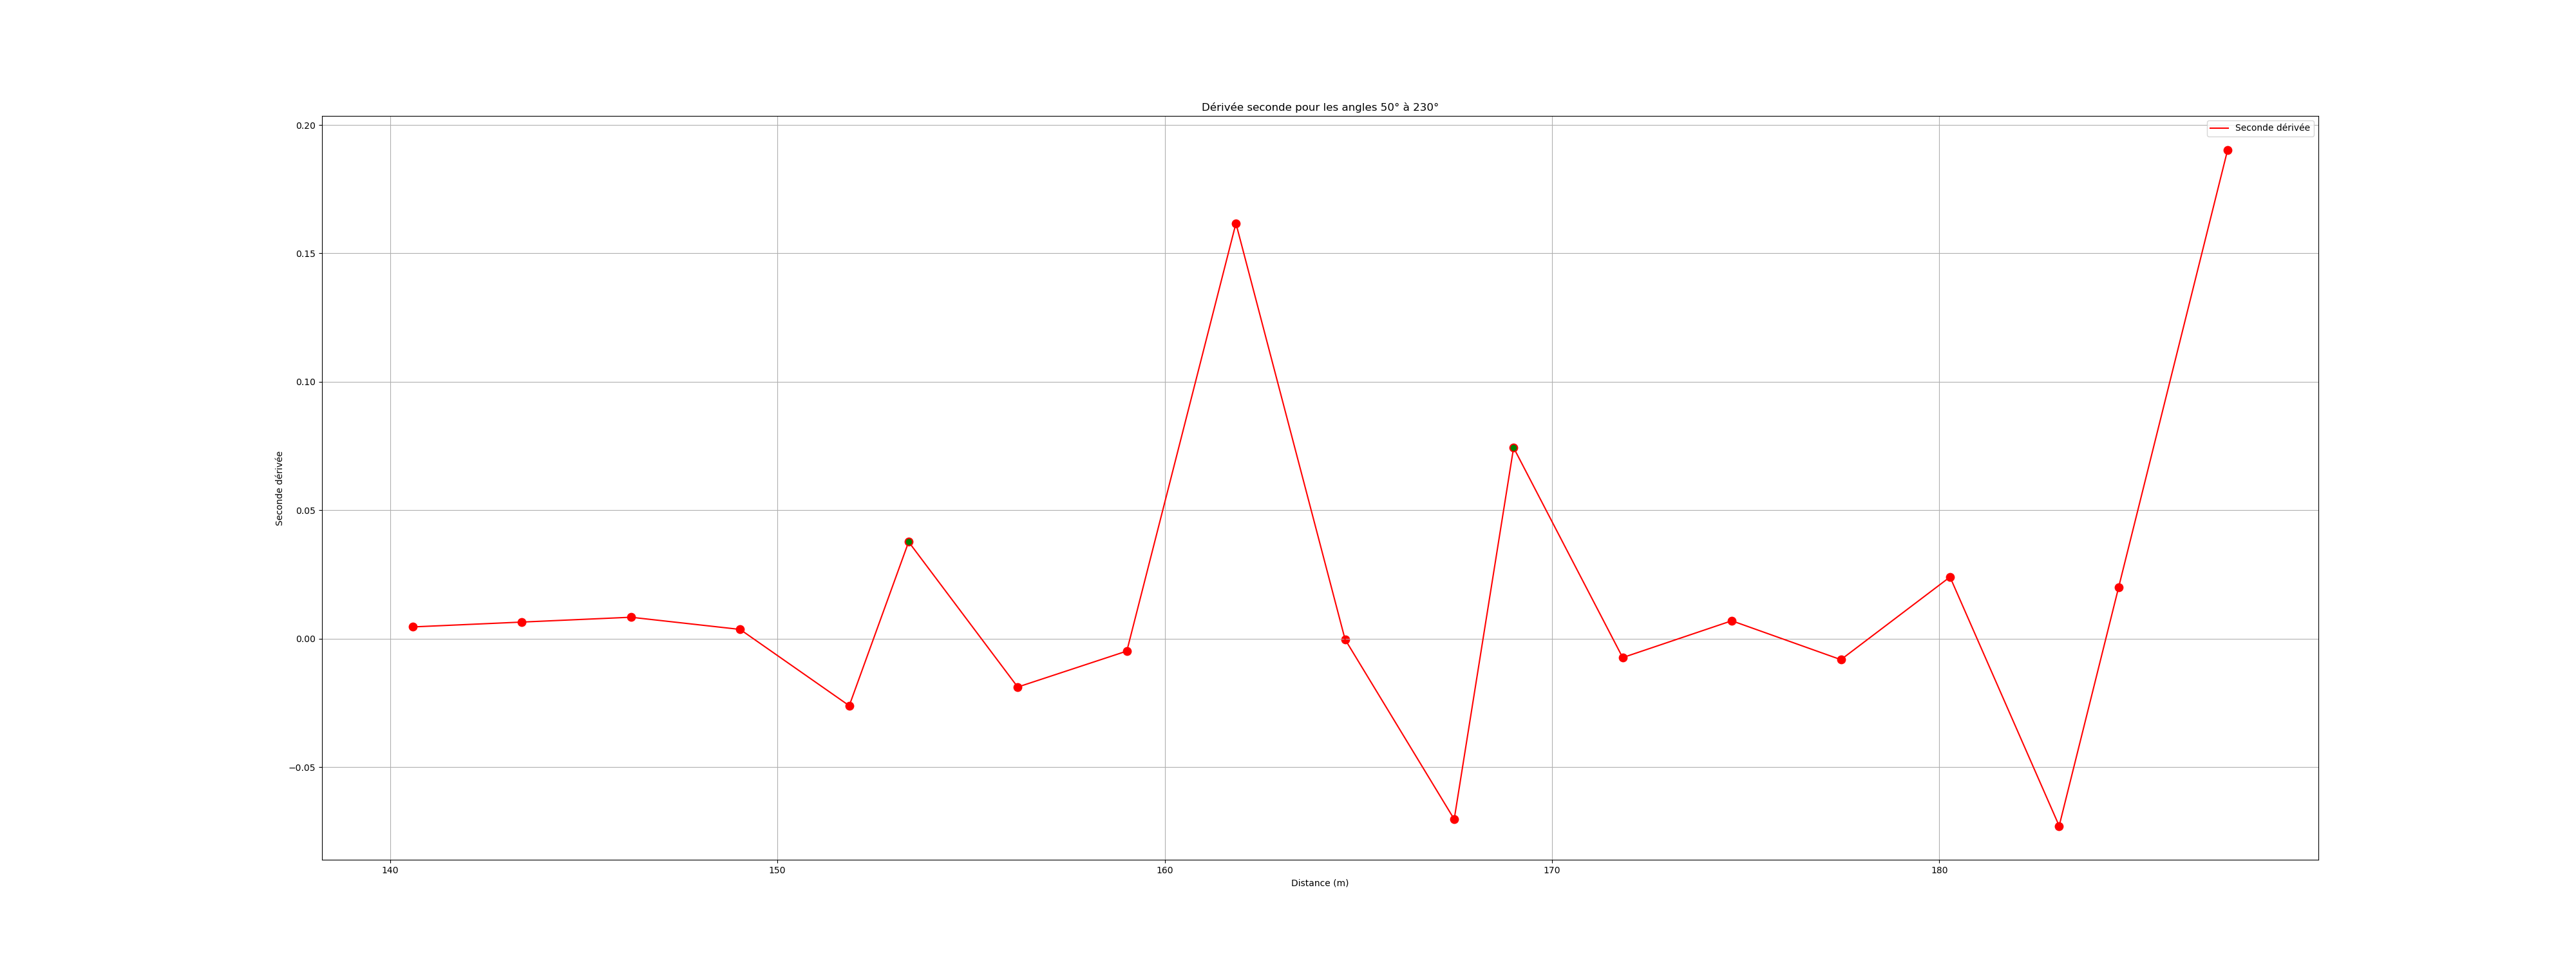 Dérivée seconde pour les angles 50° à 230°
Seconde dérivée
0.20
0.15
0.10
0.05
0.00
−0.05
Seconde dérivée
140
150
160
170
180
Distance (m)